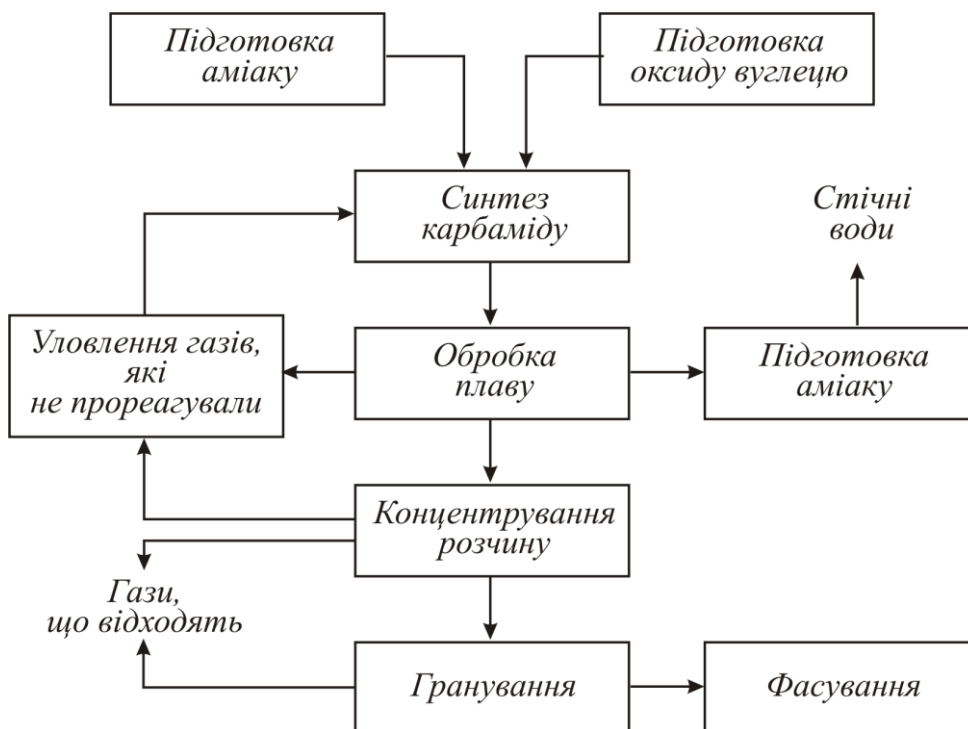 Підготовка
аміаку
Підготовка
оксиду вуглецю
Синтез
карбаміду
Стічні
води
Уловлення газів,
які
не прореагували
Обробка
плаву
Підготовка
аміаку
Концентрування
розчину
Гази,
що відходять
Гранування
Фасування